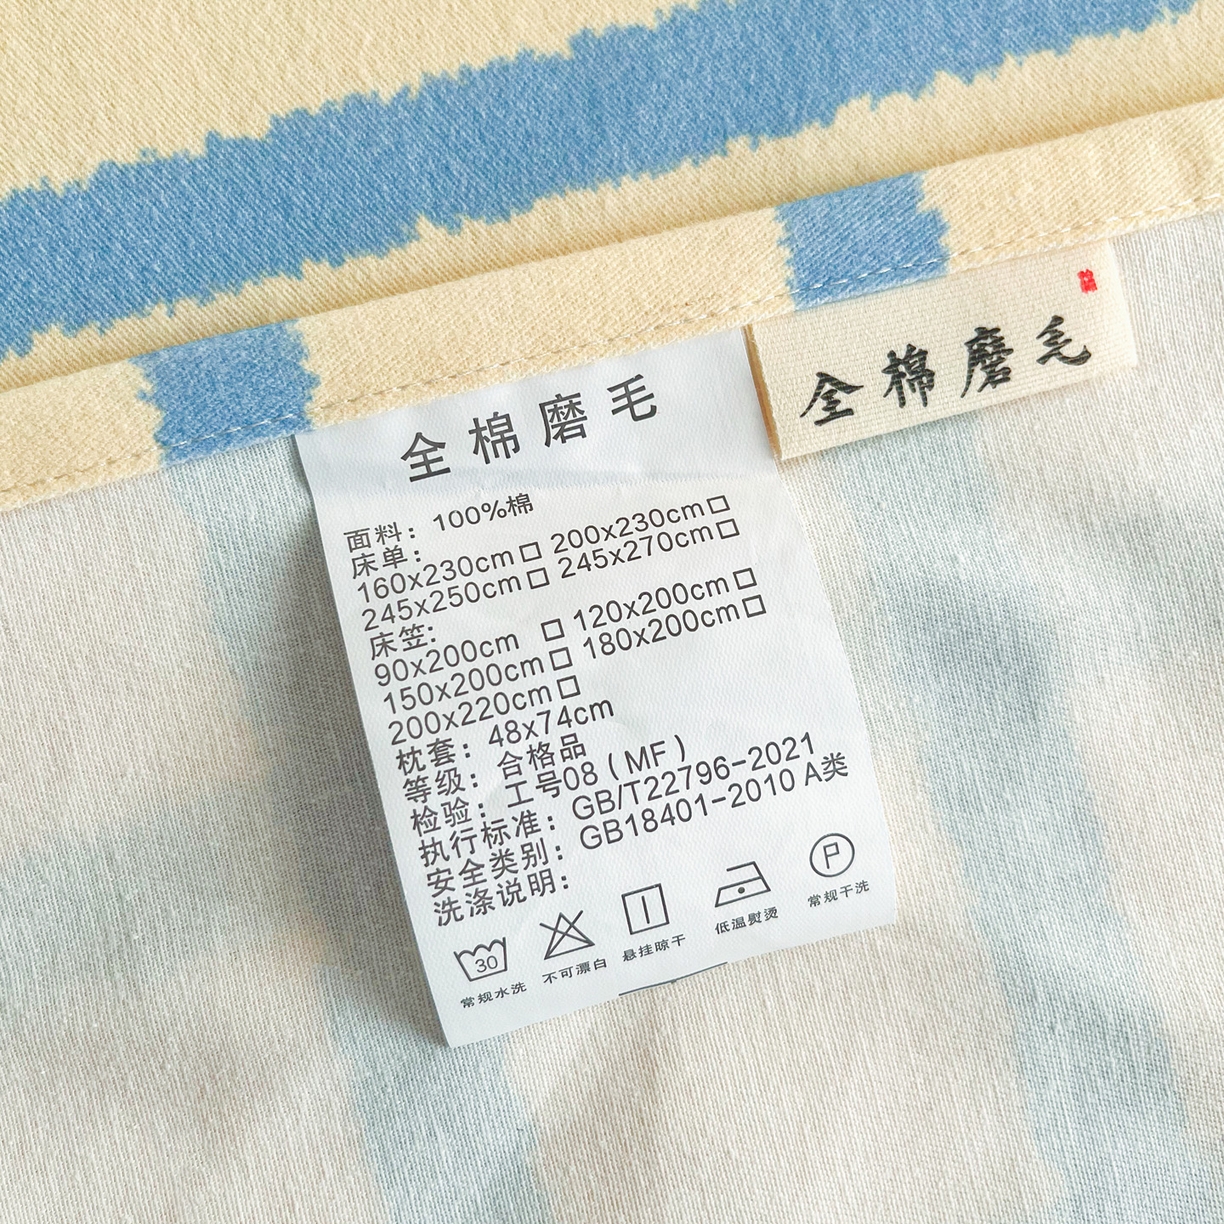 全棉磨毛
全棉磨毛
面料：100%棉
床单：
160x230cm□ 200x230cm□
245x250cm□ 245x270cm□
床笠:
90x200cm □ 120x200cm□
150x200cm□ 180x200cm□
200x220cm□
枕套：48x74cm
等级：合格品
检验：工号08（MF）
执行标准：GB/T22796-2021
安全类别：GB18401-2010 A类
洗涤说明：
30
P
常规水洗 不可漂白 悬挂晾干 低温熨烫 常规干洗